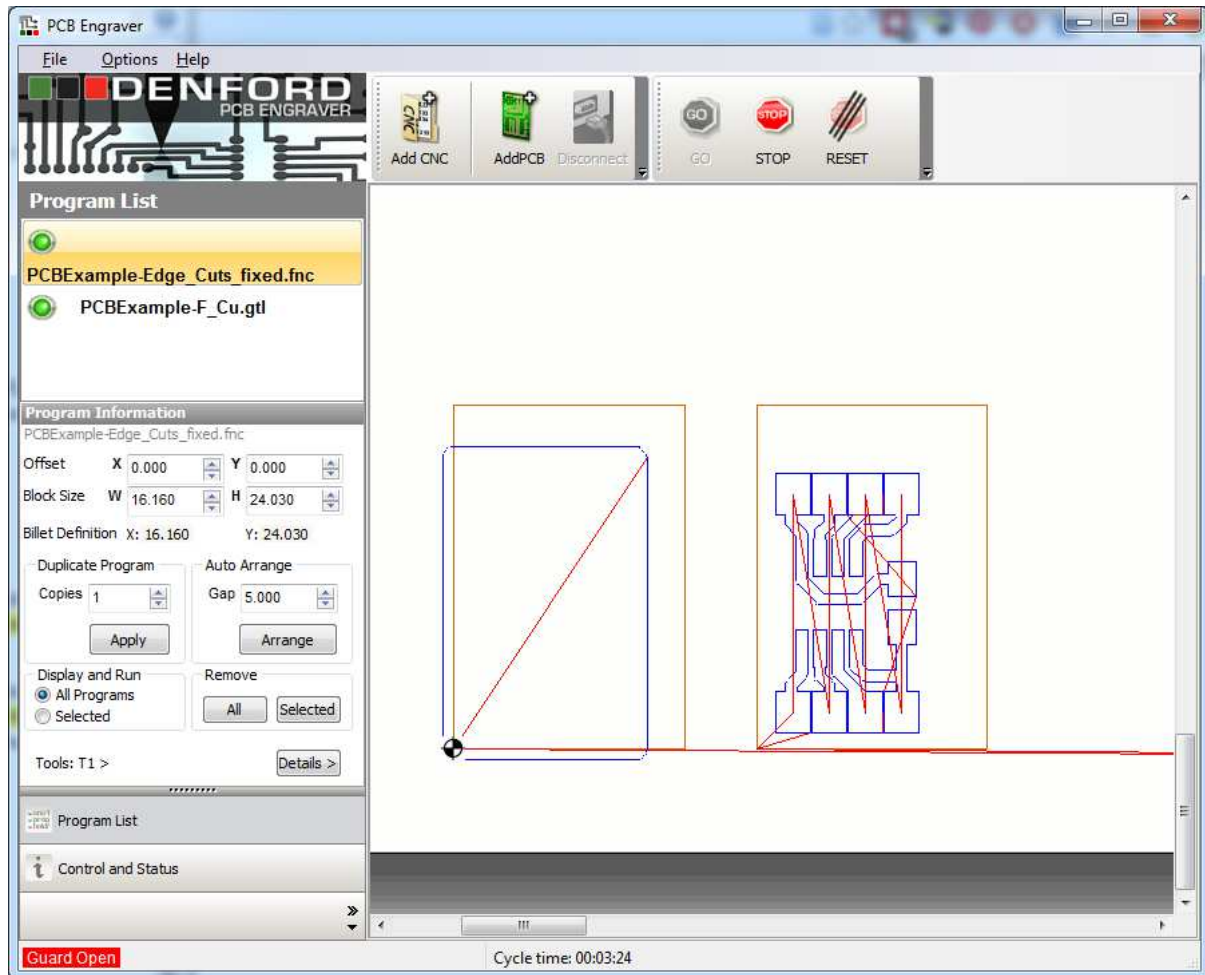 PCB Engraver
File Options Help
DENFORD
PCB ENGRAVER
CNC
Add CNC
AddPCB
Disconnect
GO
GO
STOP
STOP
RESET
Program List
PCBExample-Edge_Cuts_fixed.fnc
PCBExample-F_Cu.gtl
Program Information
PCBExample-Edge_Cuts_fixed.fnc
Offset X 0.000 Y 0.000
Block Size W 16.160 H 24.030
Billet Definition X: 16.160 Y: 24.030
Duplicate Program
Copies 1
Apply
Auto Arrange
Gap 5.000
Arrange
Display and Run
All Programs
Selected
Remove
All Selected
Tools: T1 >
Details >
Program List
Control and Status
Guard Open
Cycle time: 00:03:24